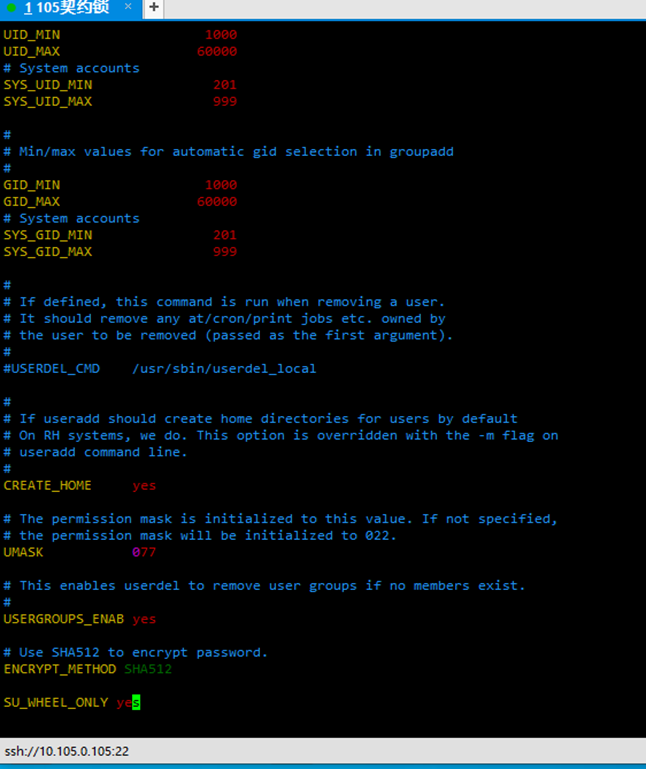 1 105契约锁 × +
UID_MIN 1000
UID_MAX 60000
# System accounts
SYS_UID_MIN 201
SYS_UID_MAX 999
#
# Min/max values for automatic gid selection in groupadd
#
GID_MIN 1000
GID_MAX 60000
# System accounts
SYS_GID_MIN 201
SYS_GID_MAX 999
#
# If defined, this command is run when removing a user.
# It should remove any at/cron/print jobs etc. owned by
# the user to be removed (passed as the first argument).
#
#USERDEL_CMD /usr/sbin/userdel_local
#
# If useradd should create home directories for users by default
# On RH systems, we do. This option is overridden with the -m flag on
# useradd command line.
#
CREATE_HOME yes
# The permission mask is initialized to this value. If not specified,
# the permission mask will be initialized to 022.
UMASK 077
# This enables userdel to remove user groups if no members exist.
#
USERGROUPS_ENAB yes
# Use SHA512 to encrypt password.
ENCRYPT_METHOD SHA512
SU_WHEEL_ONLY yes
ssh://10.105.0.105:22